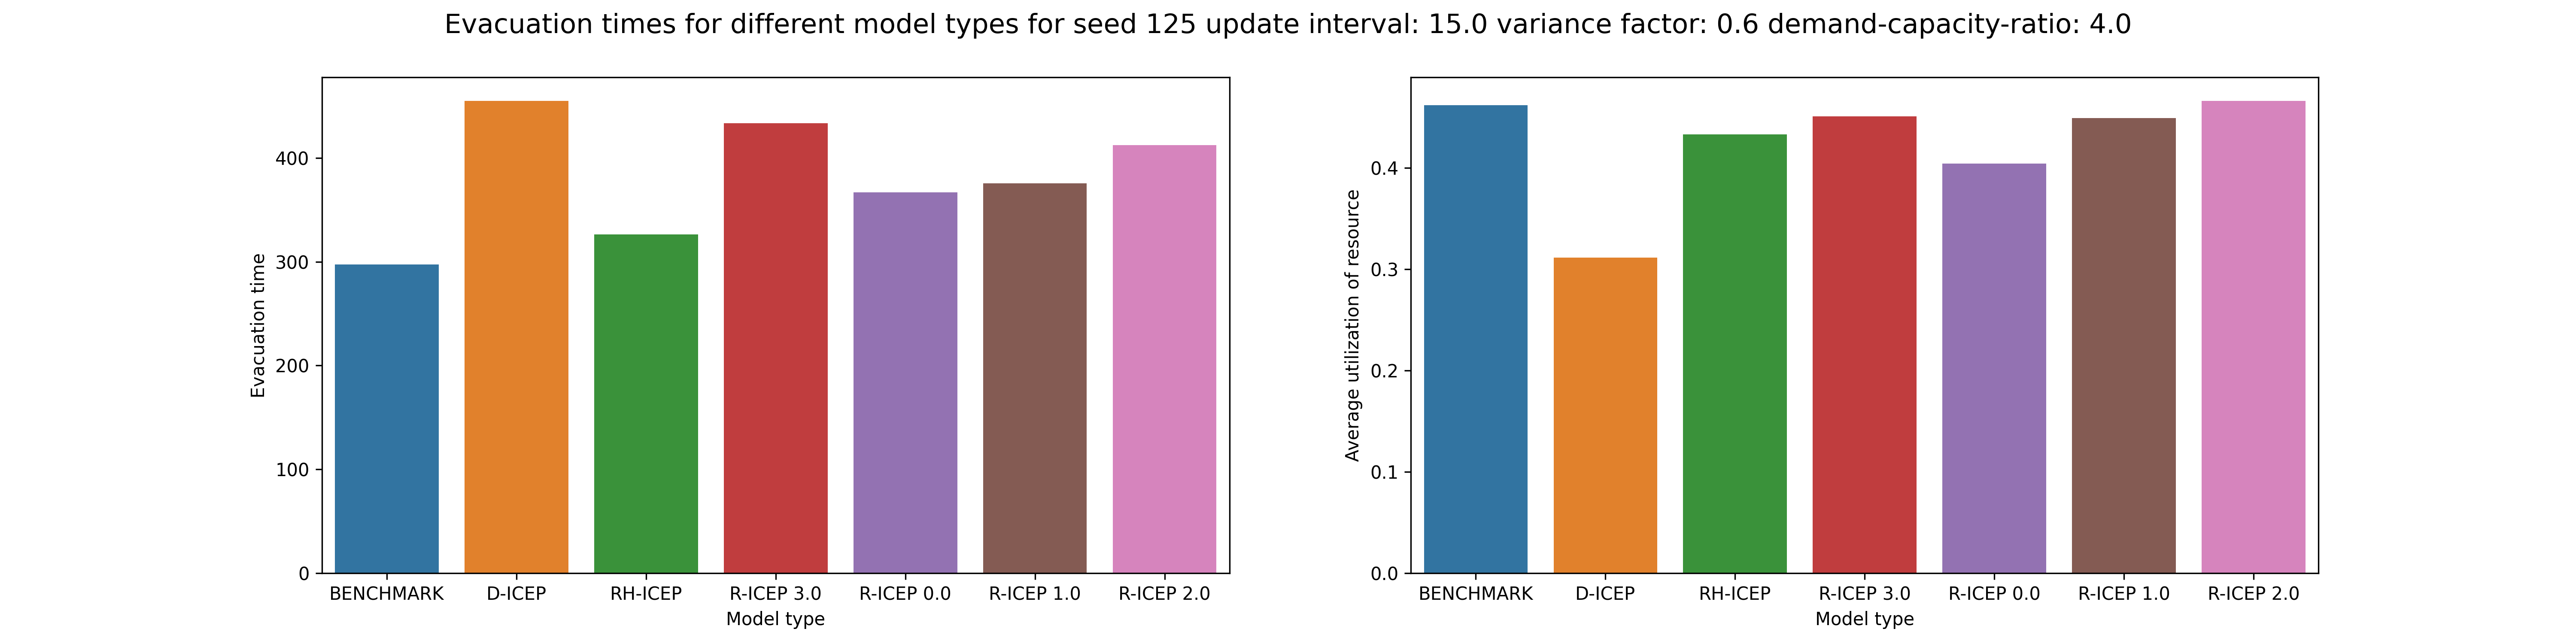 Evacuation times for different model types for seed 125 update interval: 15.0 variance factor: 0.6 demand-capacity-ratio: 4.0
Evacuation time
400
300
200
100
0
BENCHMARK D-ICEP RH-ICEP R-ICEP 3.0 R-ICEP 0.0 R-ICEP 1.0 R-ICEP 2.0
Model type
Average utilization of resource
0.4
0.3
0.2
0.1
0.0
BENCHMARK D-ICEP RH-ICEP R-ICEP 3.0 R-ICEP 0.0 R-ICEP 1.0 R-ICEP 2.0
Model type